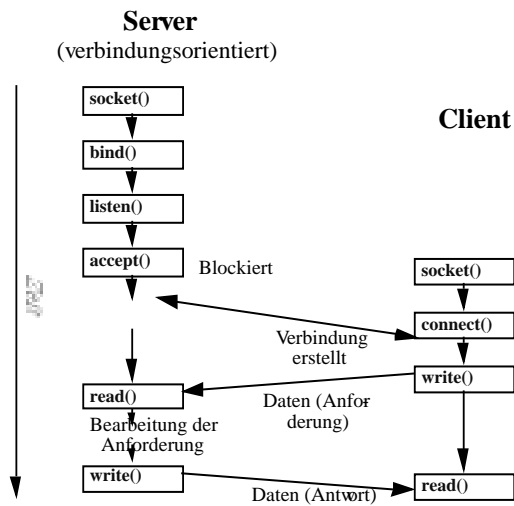 Server
(verbindungsorientiert)
socket()
Client
bind()
listen()
accept()
Blockiert
socket()
connect()
Verbindung
erstellt
write()
read()
Daten (Anfor-
derung)
Bearbeitung der
Anforderung
write()
Daten (Antwort)
read()